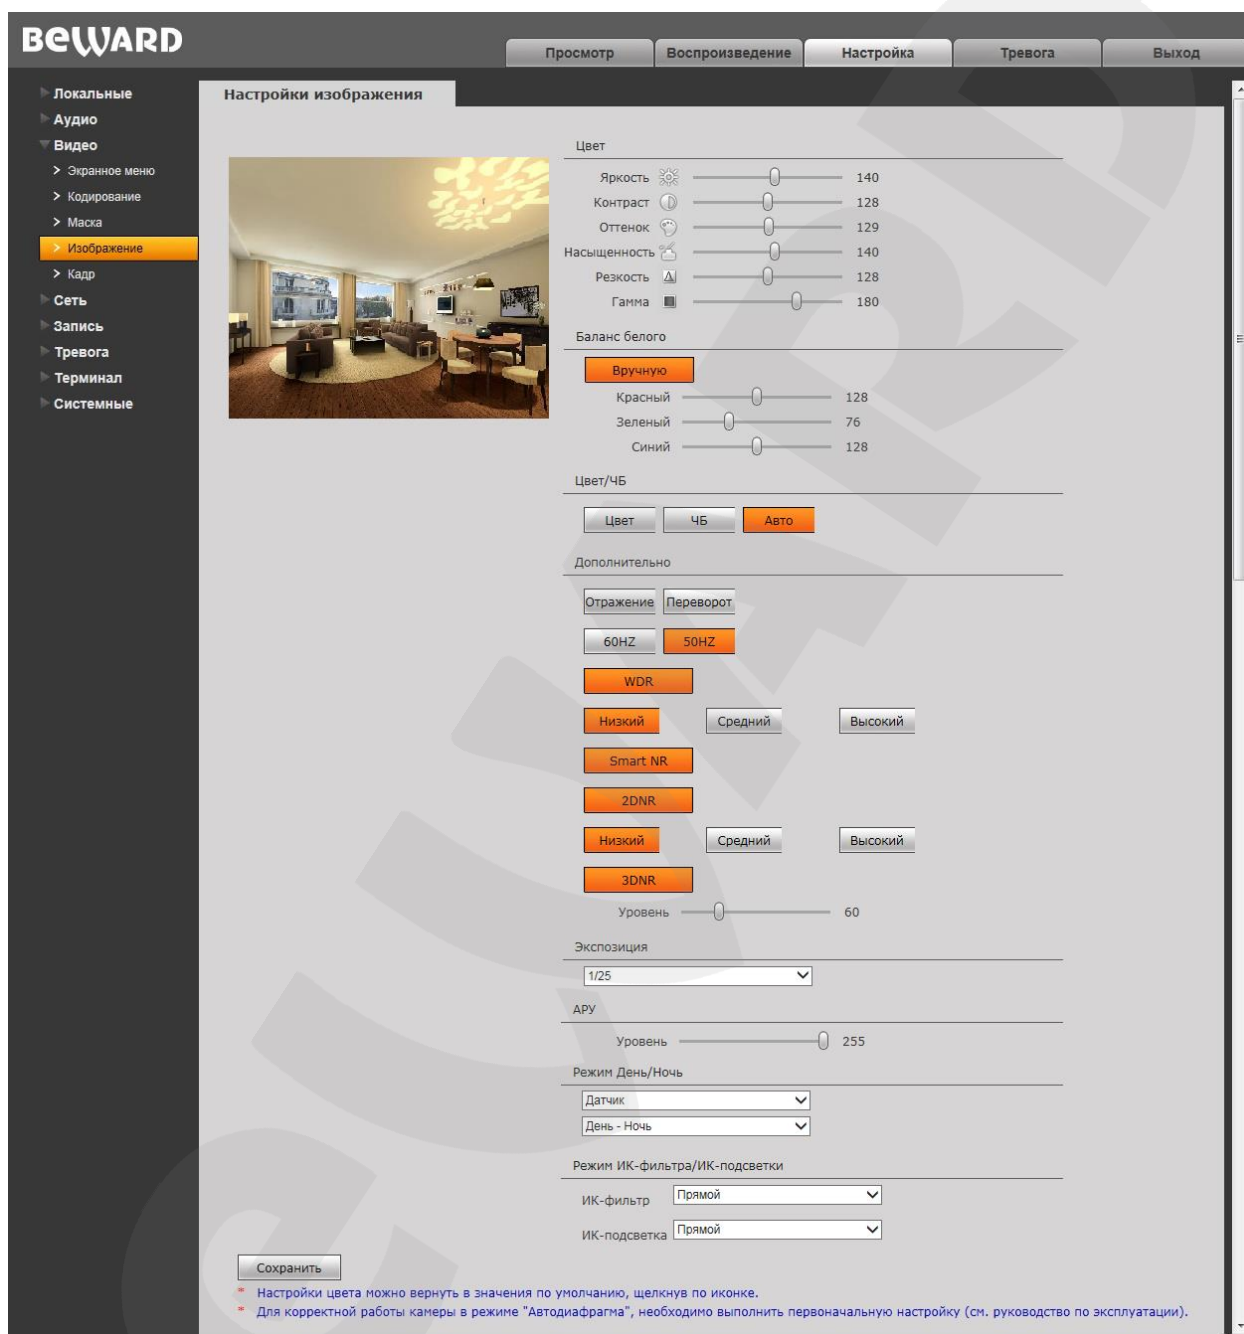 BEWARD
Просмотр Воспроизведение Настройка Тревога Выход
Локальные
Аудио
Видео
> Экранное меню
> Кодирование
> Маска
> Изображение
> Кадр
Сеть
Запись
Тревога
Терминал
Системные
Настройки изображения
Цвет
Яркость 140
Контраст 128
Оттенок 129
Насыщенность 140
Резкость 128
Гамма 180
Баланс белого
Вручную
Красный 128
Зеленый 76
Синий 128
Цвет/ЧБ
Цвет ЧБ Авто
Дополнительно
Отражение Переворот
60HZ 50HZ
WDR
Низкий Средний Высокий
Smart NR
2DNR
Низкий Средний Высокий
3DNR
Уровень 60
Экспозиция
1/25
АРУ
Уровень 255
Режим День/Ночь
Датчик
День - Ночь
Режим ИК-фильтра/ИК-подсветки
ИК-фильтр Прямой
ИК-подсветка Прямой
Сохранить
* Настройки цвета можно вернуть в значения по умолчанию, щелкнув по иконке.
* Для корректной работы камеры в режиме "Автодиафрагма", необходимо выполнить первоначальную настройку (см. руководство по эксплуатации).